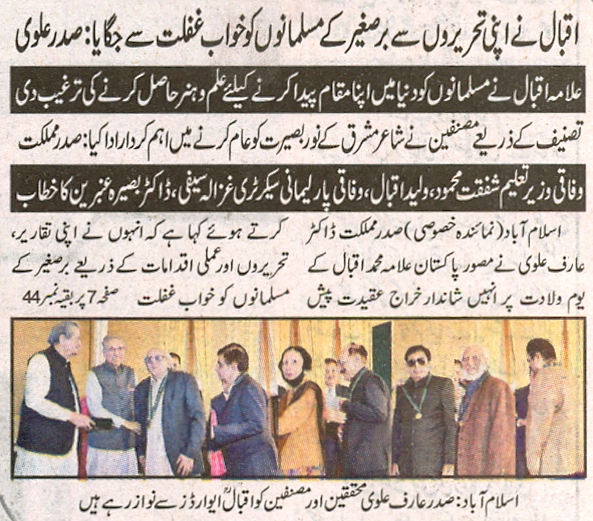 اقبال نے اپنی تحریروں سے برصغیر کے مسلمانوں کو خواب غفلت سے جگایا: صدر علوی
علامہ اقبال نے مسلمانوں کو دنیا میں اپنا مقام پیدا کرنے کیلئے علم و ہنر حاصل کرنے کی ترغیب دی
تصنیف کے ذریعے مصنفین نے شاعر مشرق کے نور بصیرت کو عام کرنے میں اہم کردار ادا کیا: صدر مملکت
وفاقی وزیر تعلیم شفقت محمود، ولید اقبال، وفاقی پارلیمانی سیکرٹری غزالہ سیفی، ڈاکٹر بصیرہ عنبرین کا خطاب
اسلام آباد (نمائندہ خصوصی) صدر مملکت ڈاکٹر
عارف علوی نے مصور پاکستان علامہ محمد اقبال کے
یوم ولادت پر انہیں شاندار خراج عقیدت پیش
کرتے ہوئے کہا ہے کہ انہوں نے اپنی تقاریر،
تحریروں اور عملی اقدامات کے ذریعے برصغیر کے
مسلمانوں کو خواب غفلت صفحہ 7 پر بقیہ نمبر 44
اسلام آباد: صدر عارف علوی محققین اور مصنفین کو اقبالؒ ایوارڈز سے نواز رہے ہیں